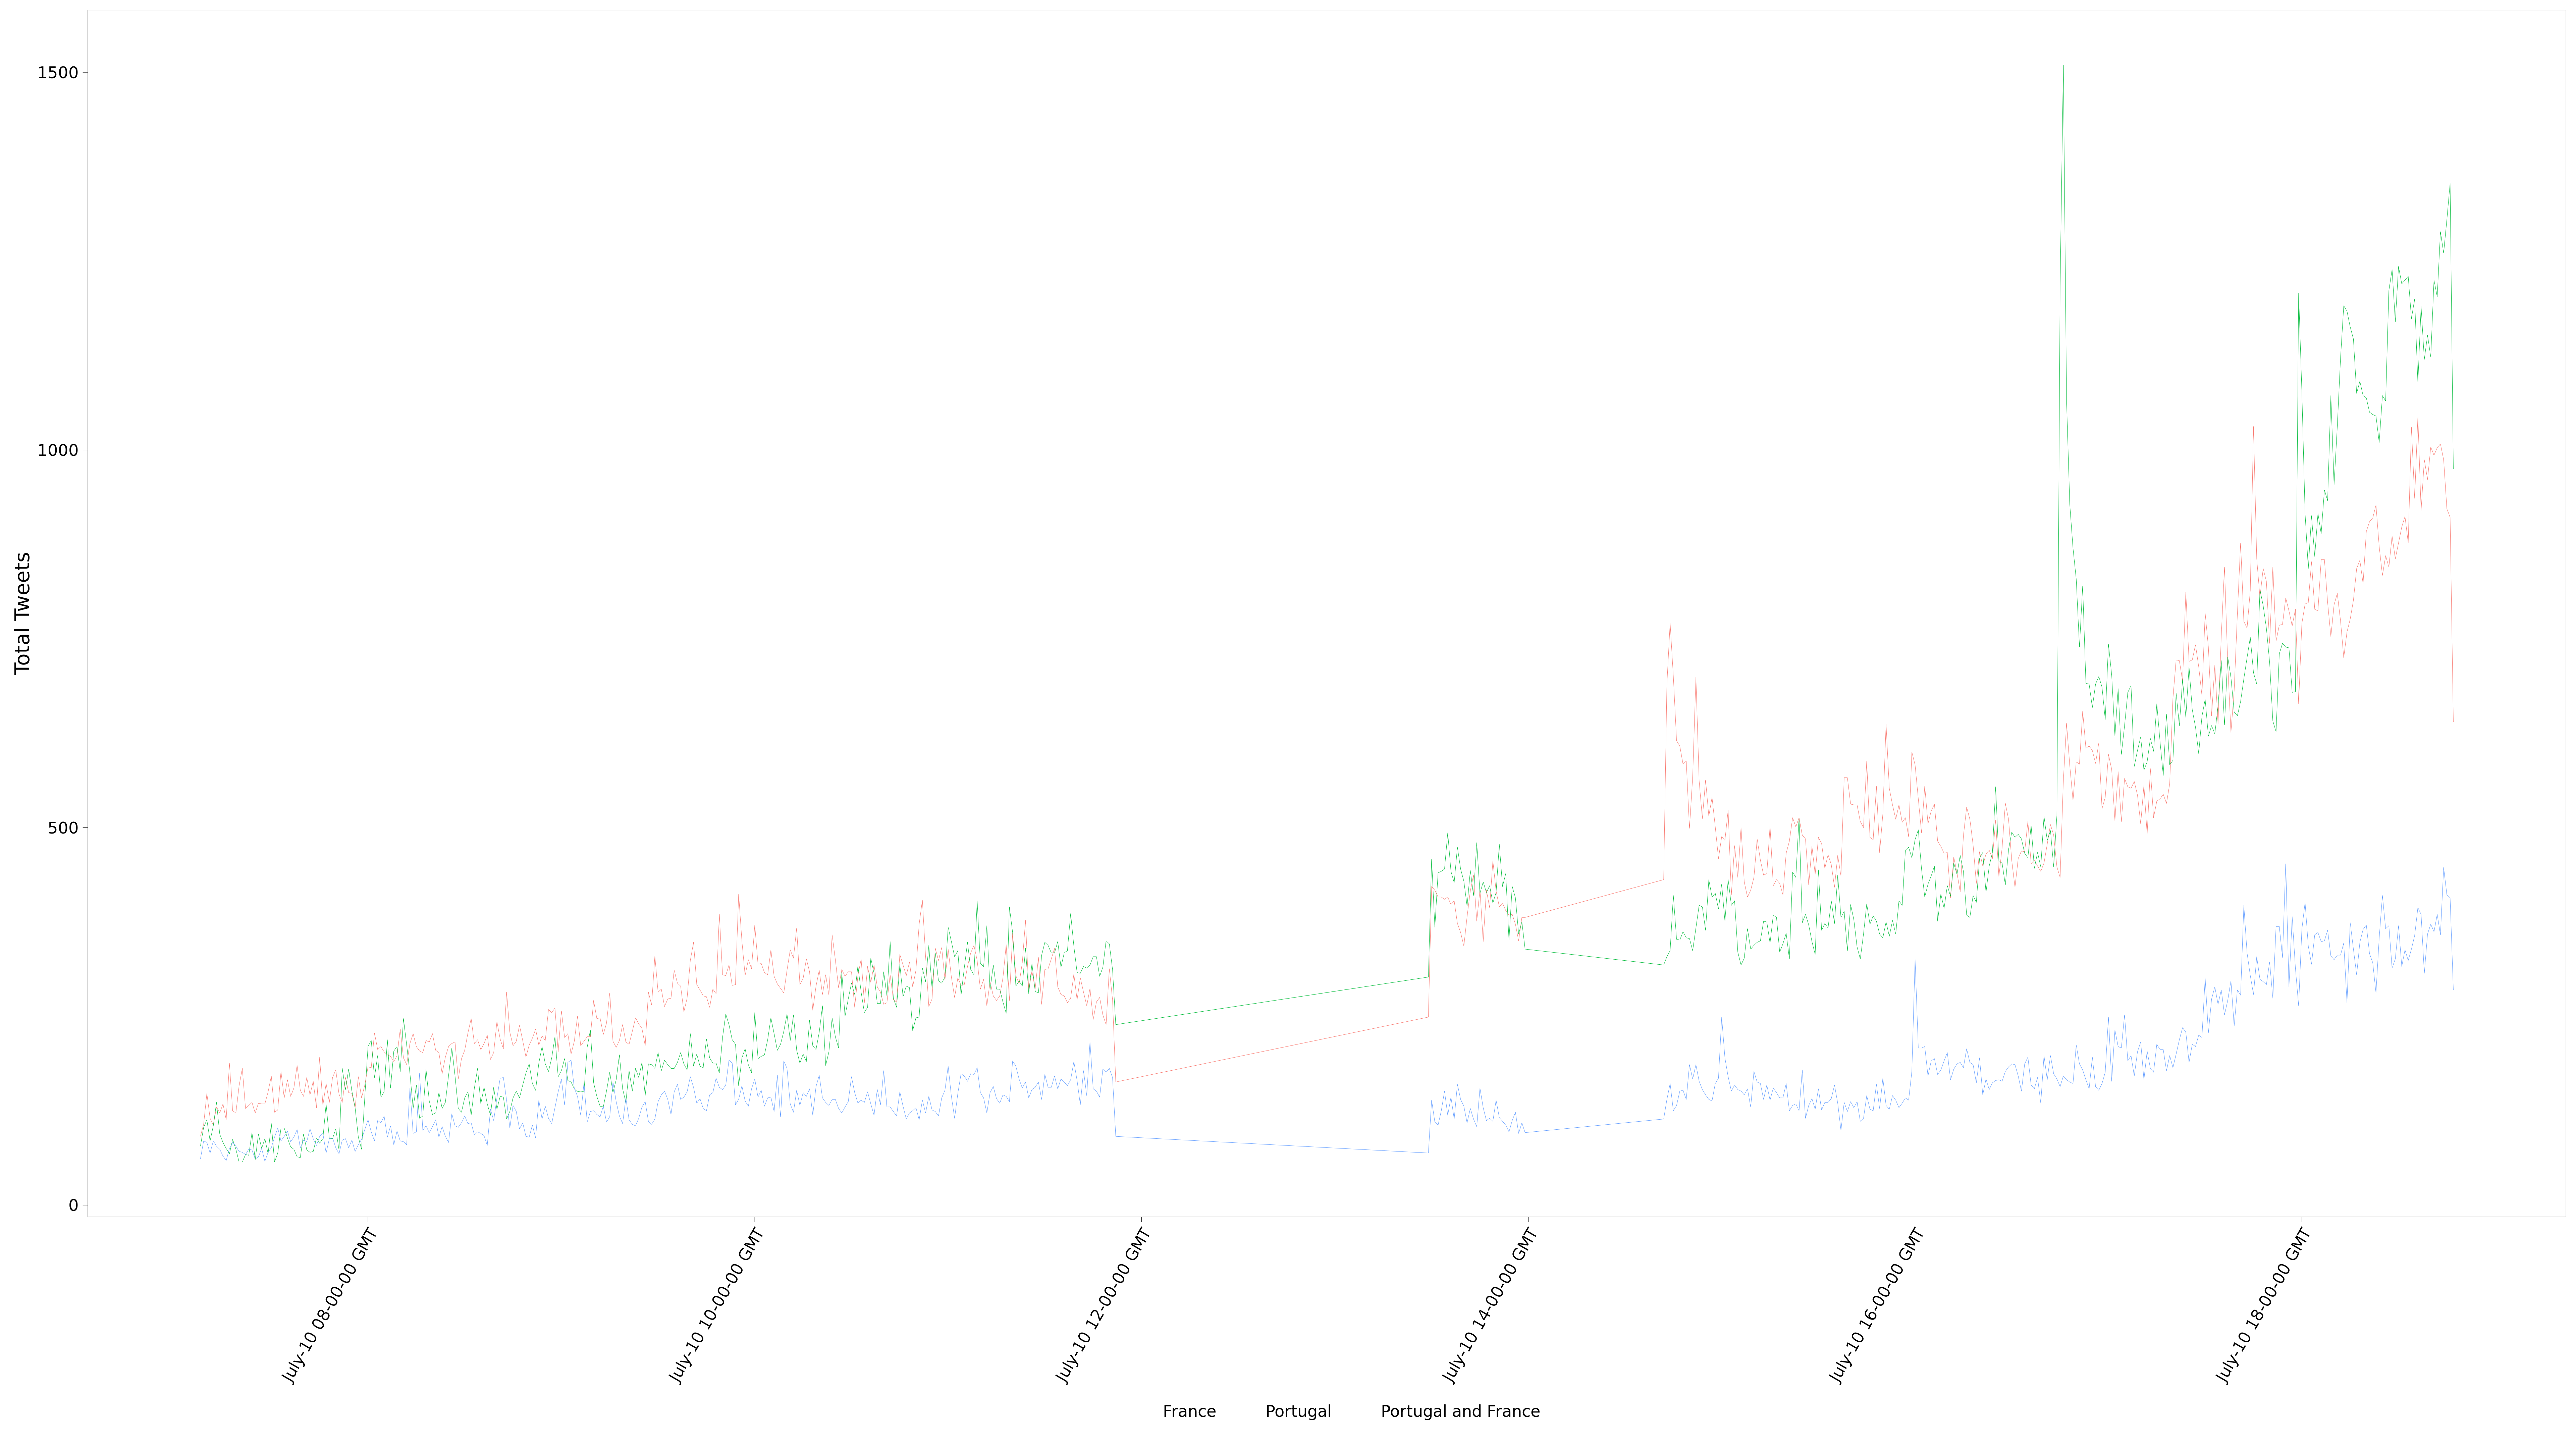 Total Tweets
1500
1000
500
0
July-10 08-00-00 GMT
July-10 10-00-00 GMT
July-10 12-00-00 GMT
July-10 14-00-00 GMT
July-10 16-00-00 GMT
July-10 18-00-00 GMT
France Portugal Portugal and France